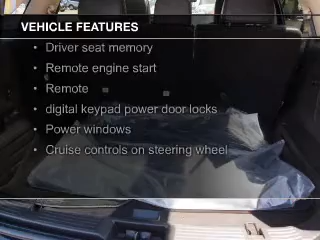 VEHICLE FEATURES
• Driver seat memory
• Remote engine start
• Remote
• digital keypad power door locks
• Power windows
• Cruise controls on steering wheel